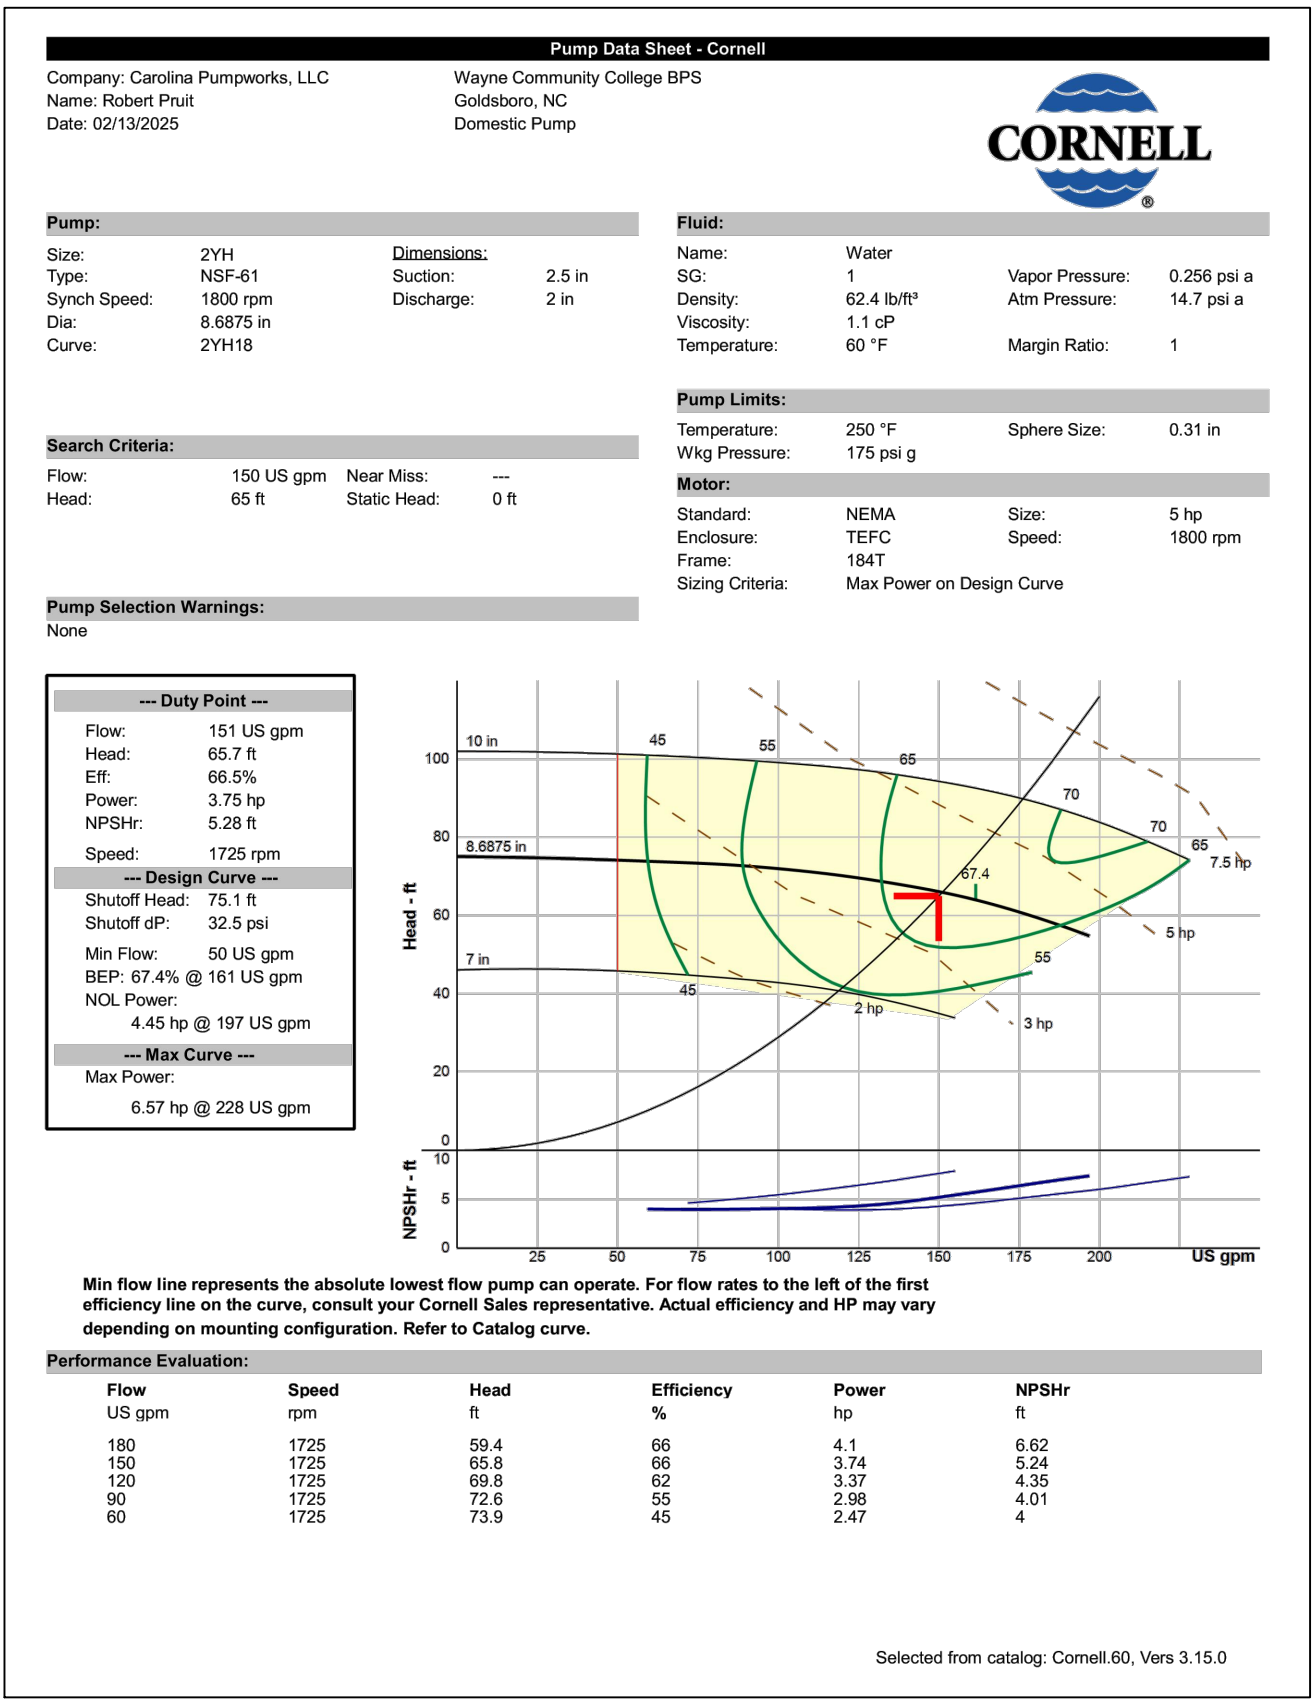 Pump Data Sheet - Cornell
Company: Carolina Pumpworks, LLC
Name: Robert Pruit
Date: 02/13/2025
Wayne Community College BPS
Goldsboro, NC
Domestic Pump
CORNELL
®
Pump:
Size: 2YH
Type: NSF-61
Synch Speed: 1800 rpm
Dia: 8.6875 in
Curve: 2YH18
Dimensions:
Suction: 2.5 in
Discharge: 2 in
Fluid:
Name: Water
SG: 1
Density: 62.4 lb/ft³
Viscosity: 1.1 cP
Temperature: 60 °F
Vapor Pressure: 0.256 psi a
Atm Pressure: 14.7 psi a
Margin Ratio: 1
Pump Limits:
Temperature: 250 °F Sphere Size: 0.31 in
Wkg Pressure: 175 psi g
Search Criteria:
Flow: 150 US gpm Near Miss: ---
Head: 65 ft Static Head: 0 ft
Motor:
Standard: NEMA Size: 5 hp
Enclosure: TEFC Speed: 1800 rpm
Frame: 184T
Sizing Criteria: Max Power on Design Curve
Pump Selection Warnings:
None
--- Duty Point ---
Flow: 151 US gpm
Head: 65.7 ft
Eff: 66.5%
Power: 3.75 hp
NPSHr: 5.28 ft
Speed: 1725 rpm
--- Design Curve ---
Shutoff Head: 75.1 ft
Shutoff dP: 32.5 psi
Min Flow: 50 US gpm
BEP: 67.4% @ 161 US gpm
NOL Power:
4.45 hp @ 197 US gpm
--- Max Curve ---
Max Power:
6.57 hp @ 228 US gpm
Head - ft
100
80
60
40
20
0
10 in
8.6875 in
7 in
45
55
65
70
70
65
7.5 hp
67.4
5 hp
55
45
2 hp
3 hp
NPSHr - ft
10
5
0
25 50 75 100 125 150 175 200 US gpm
Min flow line represents the absolute lowest flow pump can operate. For flow rates to the left of the first
efficiency line on the curve, consult your Cornell Sales representative. Actual efficiency and HP may vary
depending on mounting configuration. Refer to Catalog curve.
Performance Evaluation:
Flow Speed Head Efficiency Power NPSHr
US gpm rpm ft % hp ft
180 1725 59.4 66 4.1 6.62
150 1725 65.8 66 3.74 5.24
120 1725 69.8 62 3.37 4.35
90 1725 72.6 55 2.98 4.01
60 1725 73.9 45 2.47 4
Selected from catalog: Cornell.60, Vers 3.15.0